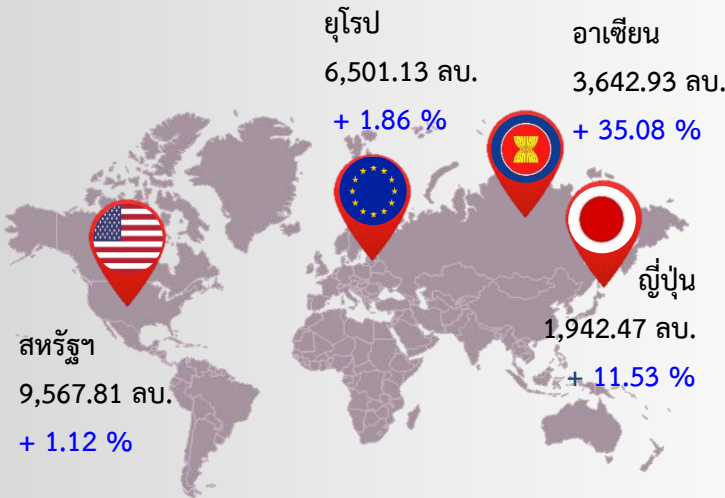 ยุโรป
6,501.13 ลบ.
+ 1.86 %
อาเซียน
3,642.93 ลบ.
+ 35.08 %
ญี่ปุ่น
1,942.47 ลบ.
+ 11.53 %
สหรัฐฯ
9,567.81 ลบ.
+ 1.12 %